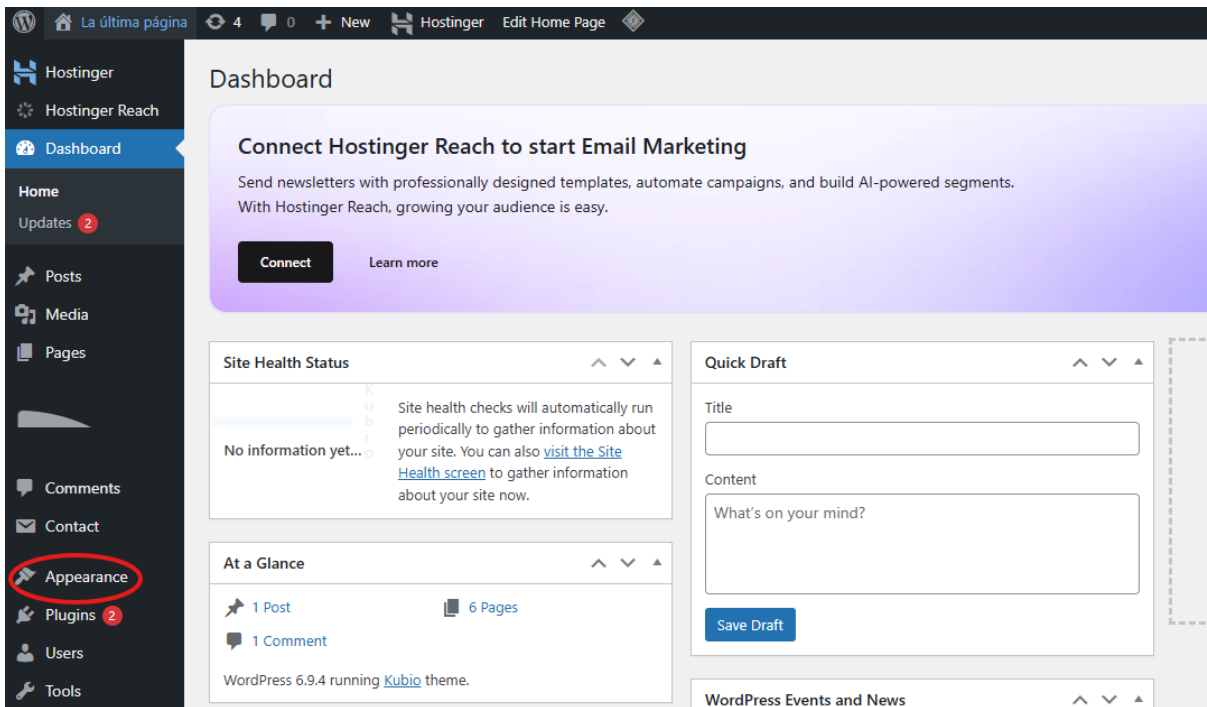 La última página 4 0 New Hostinger Edit Home Page
Hostinger
Hostinger Reach
Dashboard
Home
Updates 2
Posts
Media
Pages
Comments
Contact
Appearance
Plugins 2
Users
Tools
Dashboard
Connect Hostinger Reach to start Email Marketing
Send newsletters with professionally designed templates, automate campaigns, and build AI-powered segments.
With Hostinger Reach, growing your audience is easy.
Connect Learn more
Site Health Status
Kubio
No information yet...
Site health checks will automatically run
periodically to gather information about
your site. You can also visit the Site
Health screen to gather information
about your site now.
At a Glance
1 Post 6 Pages
1 Comment
WordPress 6.9.4 running Kubio theme.
Quick Draft
Title
Content
What's on your mind?
Save Draft
WordPress Events and News